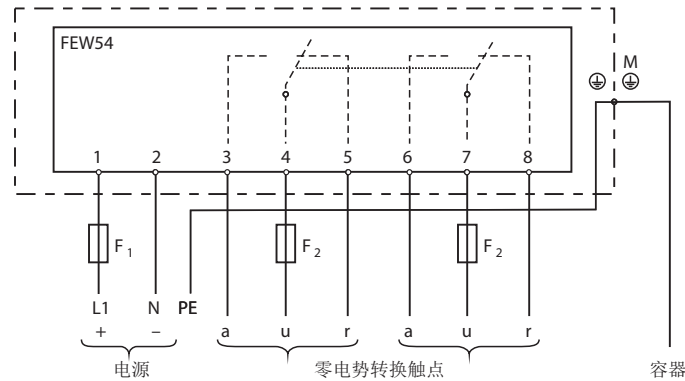 FEW54
M
1 2 3 4 5 6 7 8
F1 F2 F2
L1 N PE
+ – a u r a u r
电源 零电势转换触点 容器